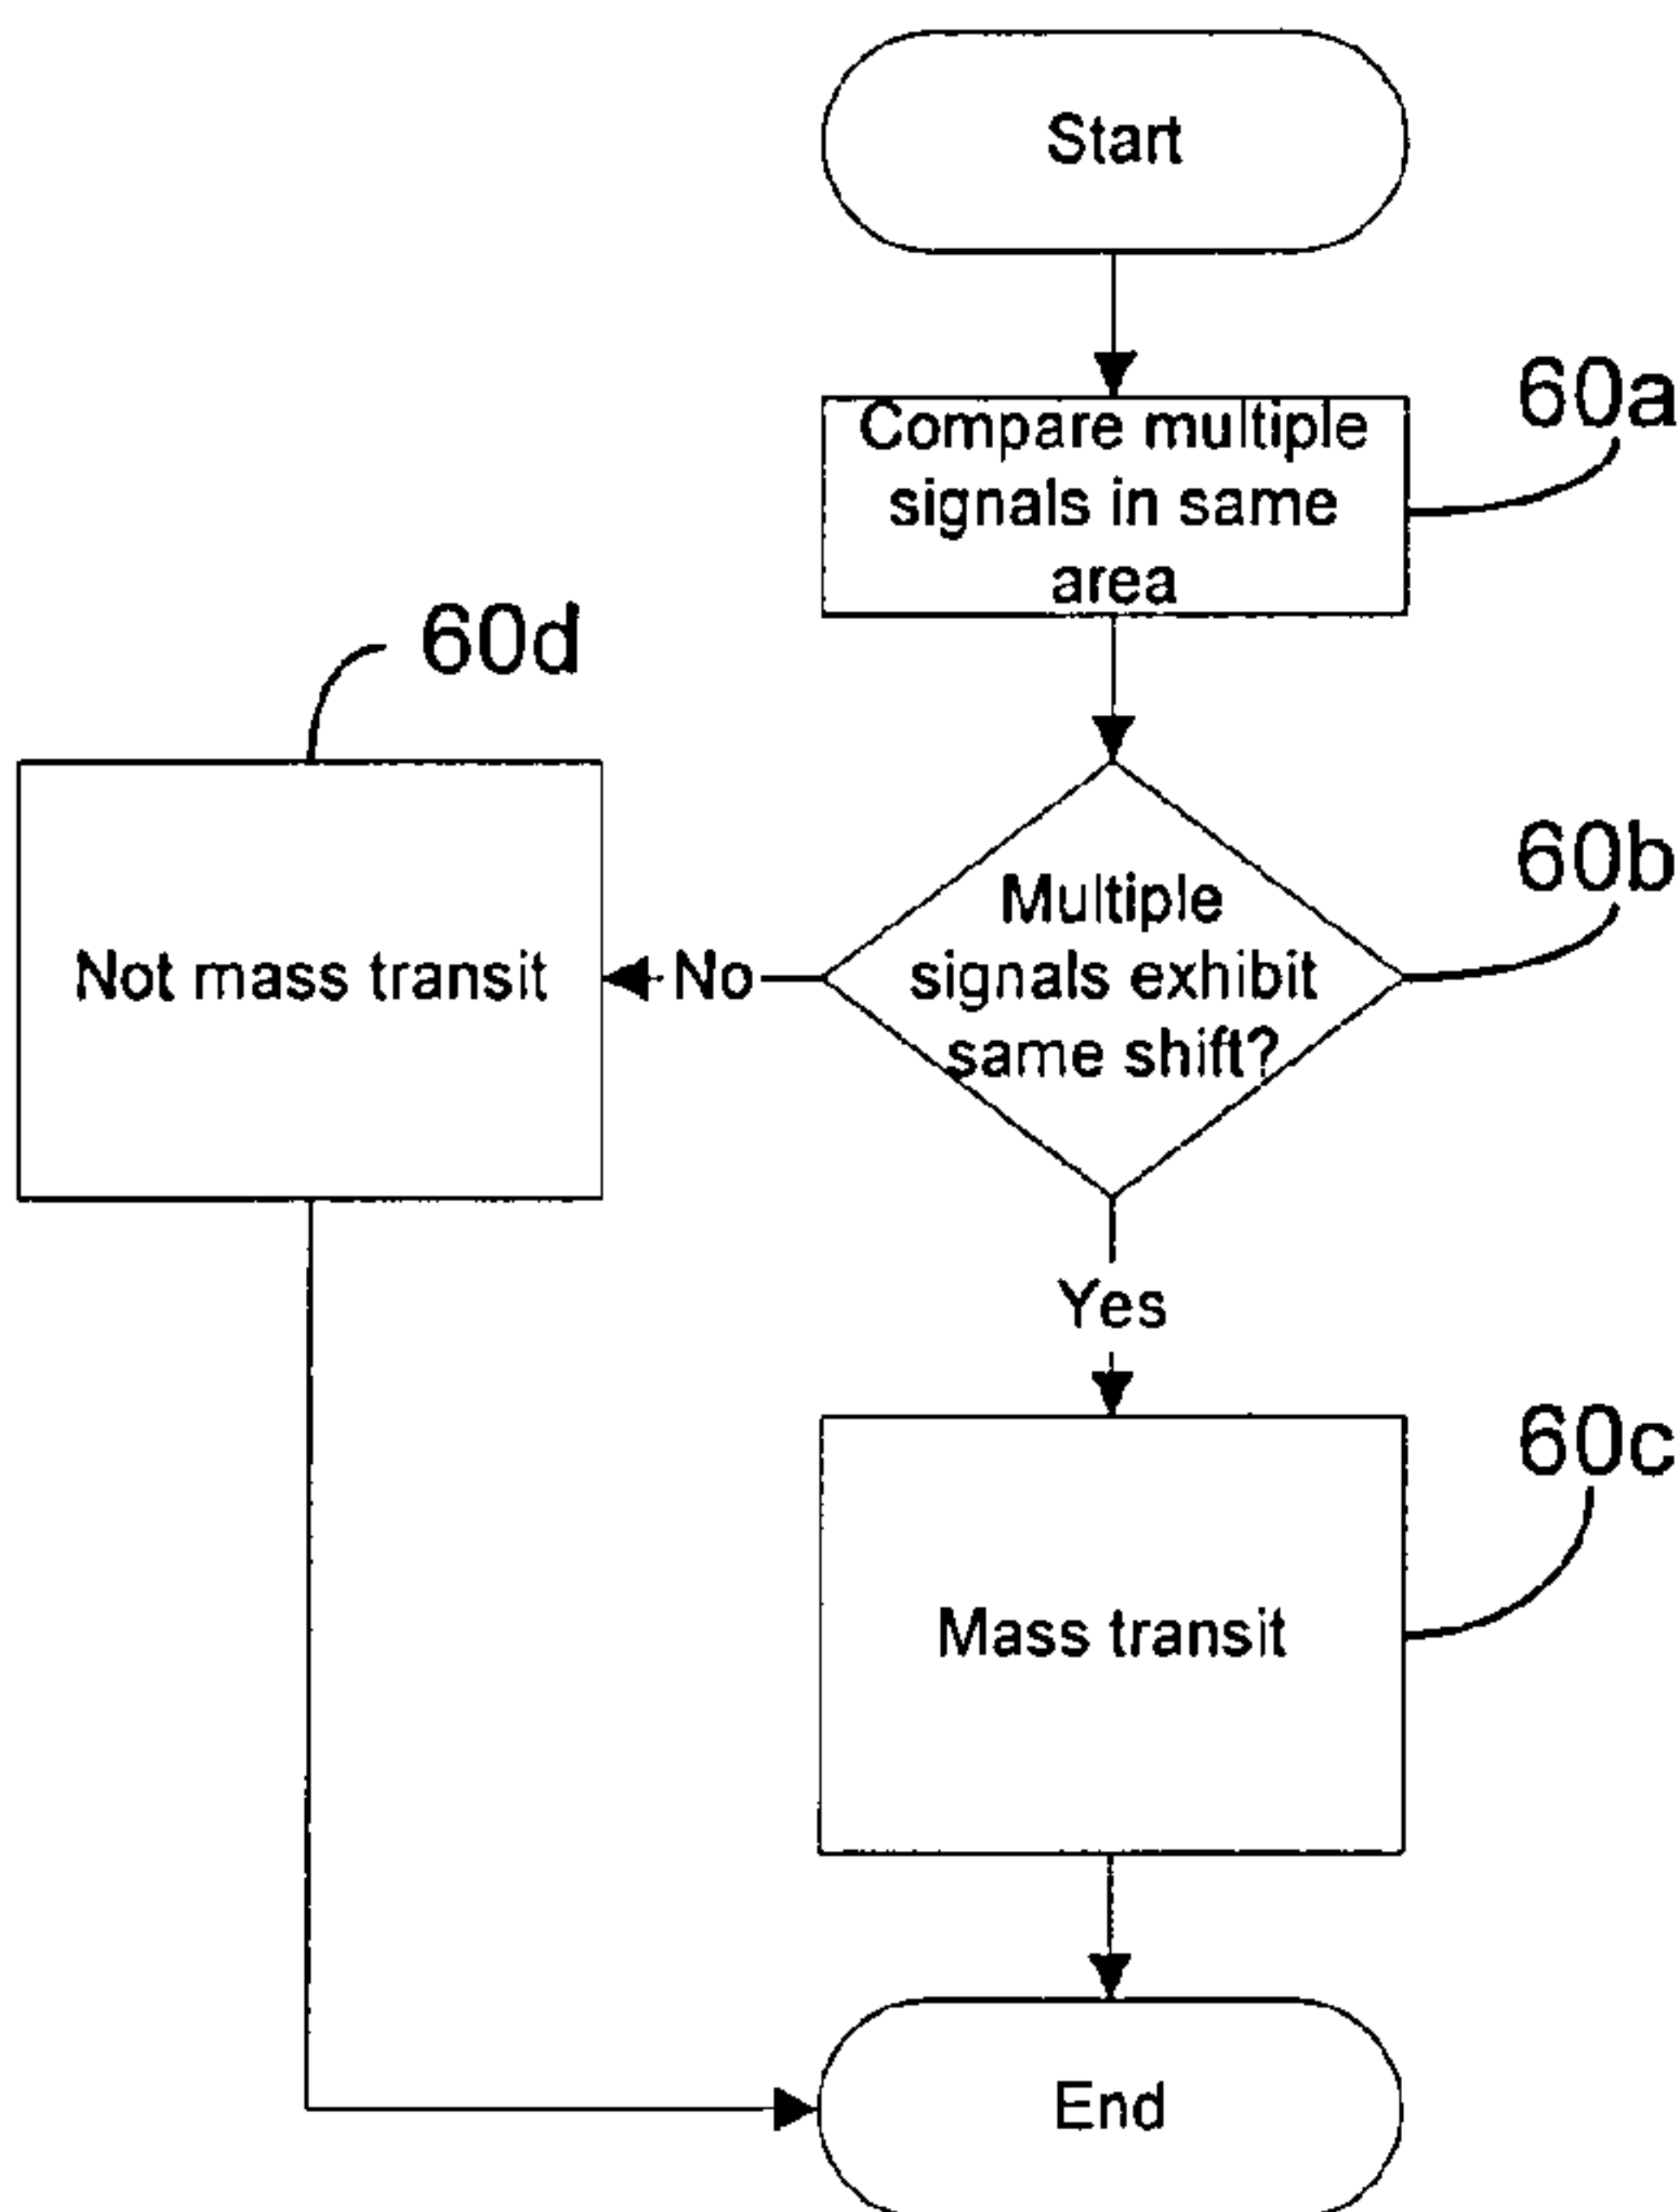 Start
Compare multiple
signals in same
area
60a
60d
Multiple
signals exhibit
same shift?
60b
No
Not mass transit
Yes
Mass transit
60c
End